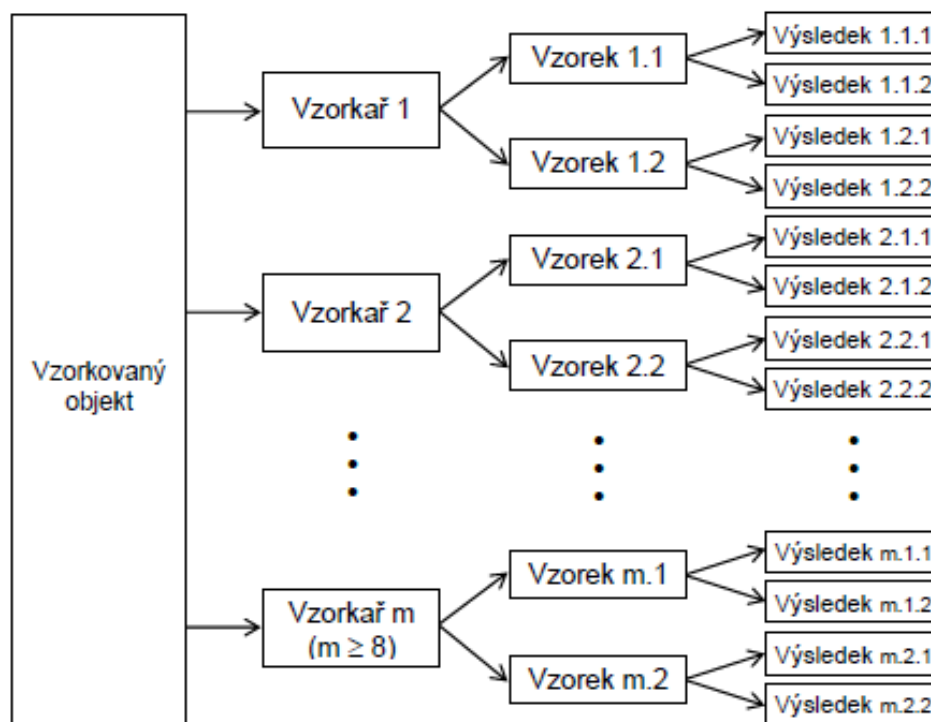 Vzorkovaný
objekt
Vzorkař 1
Vzorek 1.1
Výsledek 1.1.1
Výsledek 1.1.2
Vzorek 1.2
Výsledek 1.2.1
Výsledek 1.2.2
Vzorkař 2
Vzorek 2.1
Výsledek 2.1.1
Výsledek 2.1.2
Vzorek 2.2
Výsledek 2.2.1
Výsledek 2.2.2
Vzorkař m
(m ≥ 8)
Vzorek m.1
Výsledek m.1.1
Výsledek m.1.2
Vzorek m.2
Výsledek m.2.1
Výsledek m.2.2